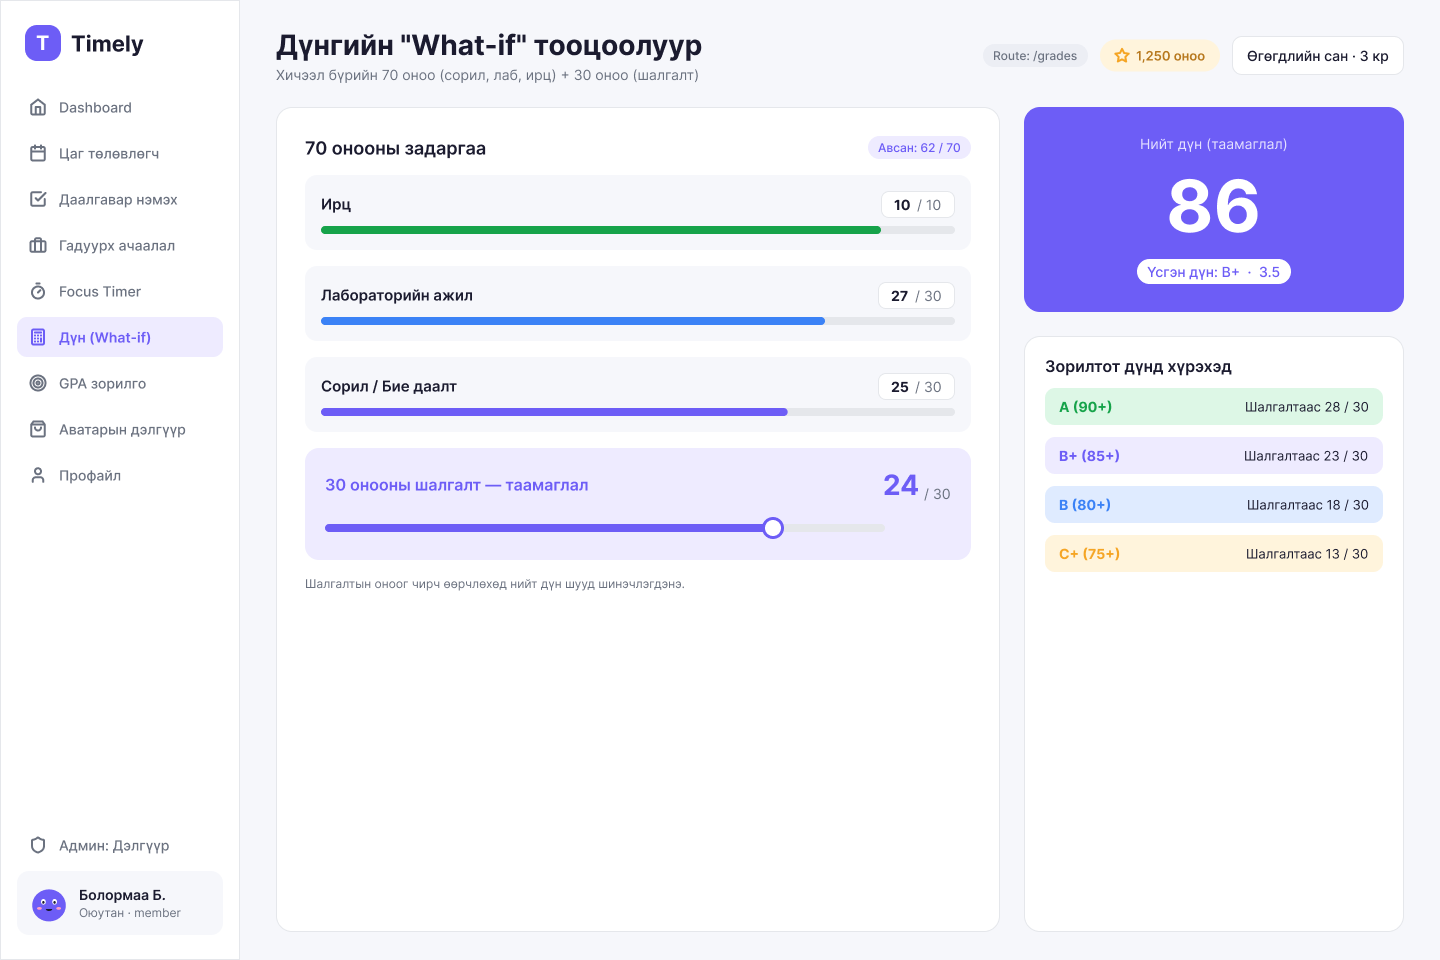 T Timely
Dashboard
Цаг төлөвлөгч
Даалгавар нэмэх
Гадуурх ачаалал
Focus Timer
Дүн (What-if)
GPA зорилго
Аватарын дэлгүүр
Профайл
Админ: Дэлгүүр
Болормаа Б.
Оюутан · member
Дүнгийн "What-if" тооцоолуур
Хичээл бүрийн 70 оноо (сорил, лаб, ирц) + 30 оноо (шалгалт)
Route: /grades
1,250 оноо
Өгөгдлийн сан · 3 кр
70 онооны задаргаа
Авсан: 62 / 70
Ирц
10 / 10
Лабораторийн ажил
27 / 30
Сорил / Бие даалт
25 / 30
30 онооны шалгалт — таамаглал
24 / 30
Шалгалтын оноог чирч өөрчлөхөд нийт дүн шууд шинэчлэгдэнэ.
Нийт дүн (таамаглал)
86
Үсгэн дүн: B+ · 3.5
Зорилтот дүнд хүрэхэд
A (90+) Шалгалтаас 28 / 30
B+ (85+) Шалгалтаас 23 / 30
B (80+) Шалгалтаас 18 / 30
C+ (75+) Шалгалтаас 13 / 30